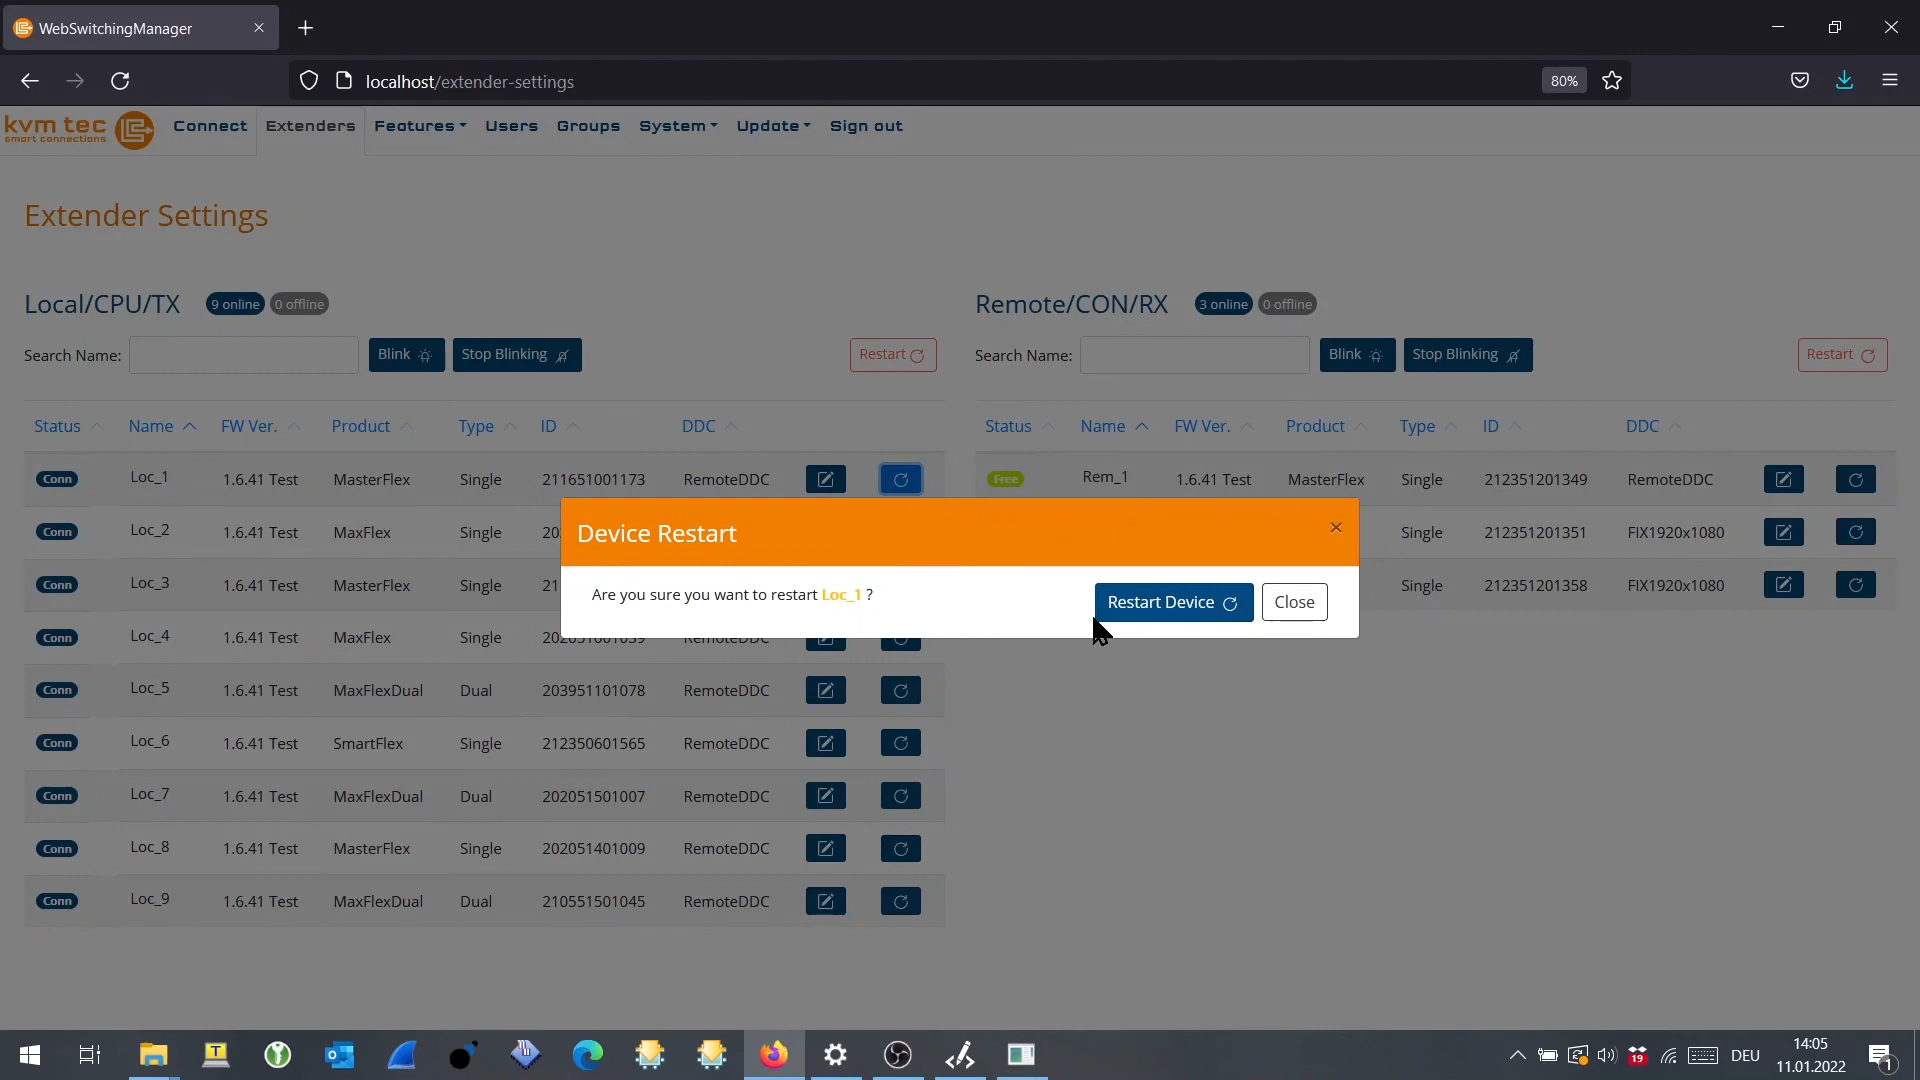 WebSwitchingManager
localhost/extender-settings
80%
kvm tec
smart connections
Connect
Extenders
Features
Users
Groups
System
Update
Sign out
Extender Settings
Local/CPU/TX 9 online 0 offline
Search Name: Blink Stop Blinking Restart
Status Name FW Ver. Product Type ID DDC
Conn Loc_1 1.6.41 Test MasterFlex Single 211651001173 RemoteDDC
Conn Loc_2 1.6.41 Test MaxFlex Single 20
Conn Loc_3 1.6.41 Test MasterFlex Single 21
Conn Loc_4 1.6.41 Test MaxFlex Single 202051001039 RemoteDDC
Conn Loc_5 1.6.41 Test MaxFlexDual Dual 203951101078 RemoteDDC
Conn Loc_6 1.6.41 Test SmartFlex Single 212350601565 RemoteDDC
Conn Loc_7 1.6.41 Test MaxFlexDual Dual 202051501007 RemoteDDC
Conn Loc_8 1.6.41 Test MasterFlex Single 202051401009 RemoteDDC
Conn Loc_9 1.6.41 Test MaxFlexDual Dual 210551501045 RemoteDDC
Remote/CON/RX 3 online 0 offline
Search Name: Blink Stop Blinking Restart
Status Name FW Ver. Product Type ID DDC
Free Rem_1 1.6.41 Test MasterFlex Single 212351201349 RemoteDDC
Single 212351201351 FIX1920x1080
Single 212351201358 FIX1920x1080
Device Restart
Are you sure you want to restart Loc_1 ?
Restart Device
Close
19
DEU
14:05
11.01.2022
1